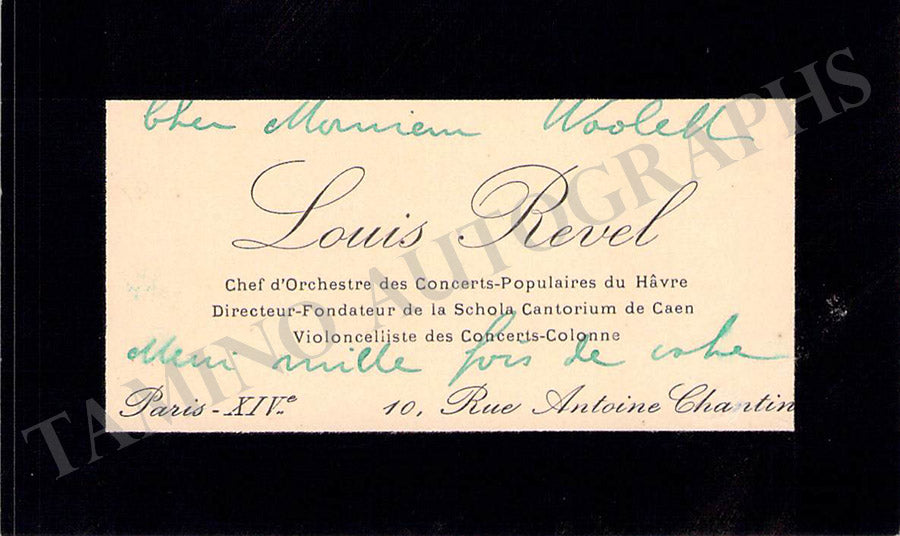 Cher Monsieur Woolett
Louis Revel
Chef d'Orchestre des Concerts-Populaires du Hâvre
Directeur-Fondateur de la Schola Cantorium de Caen
Violoncelliste des Concerts-Colonne
Merci mille fois de votre
Paris - XIVe
10, Rue Antoine Chantin
TAMINO AUTOGRAPHS